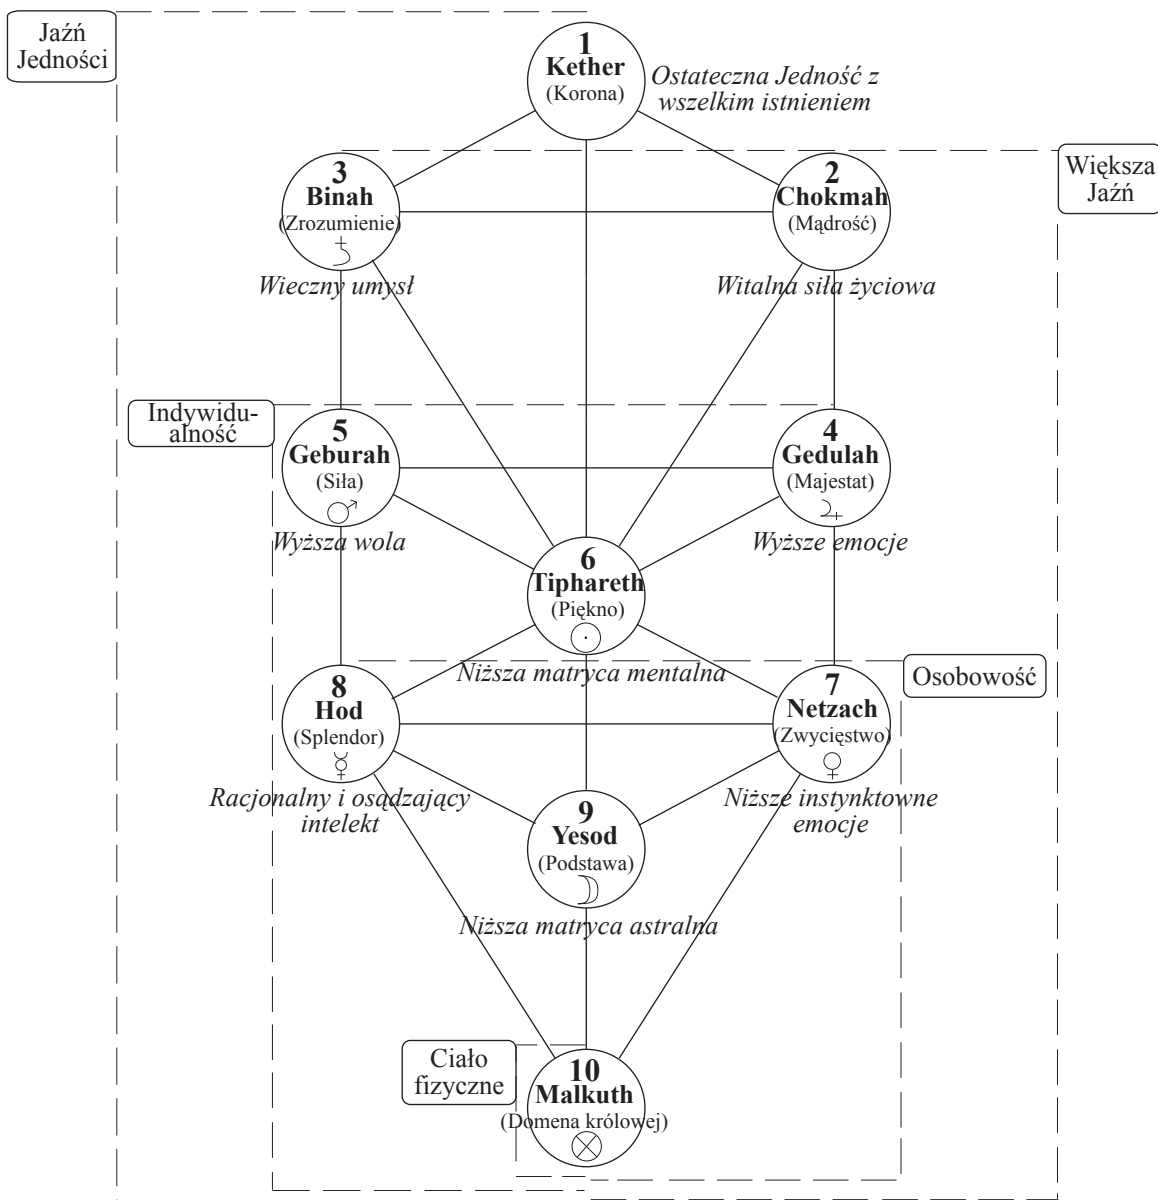 Jaźń
Jedności
1
Kether
(Korona)
Ostateczna Jedność z
wszelkim istnieniem
3
Binah
(Zrozumienie)
Wieczny umysł
2
Chokmah
(Mądrość)
Witalna siła życiowa
Większa
Jaźń
Indywidu-
alność
5
Geburah
(Siła)
Wyższa wola
4
Gedulah
(Majestat)
Wyższe emocje
6
Tiphareth
(Piękno)
Niższa matryca mentalna
Osobowość
8
Hod
(Splendor)
Racjonalny i osądzający
intelekt
7
Netzach
(Zwycięstwo)
Niższe instynktowne
emocje
9
Yesod
(Podstawa)
Niższa matryca astralna
Ciało
fizyczne
10
Malkuth
(Domena królowej)